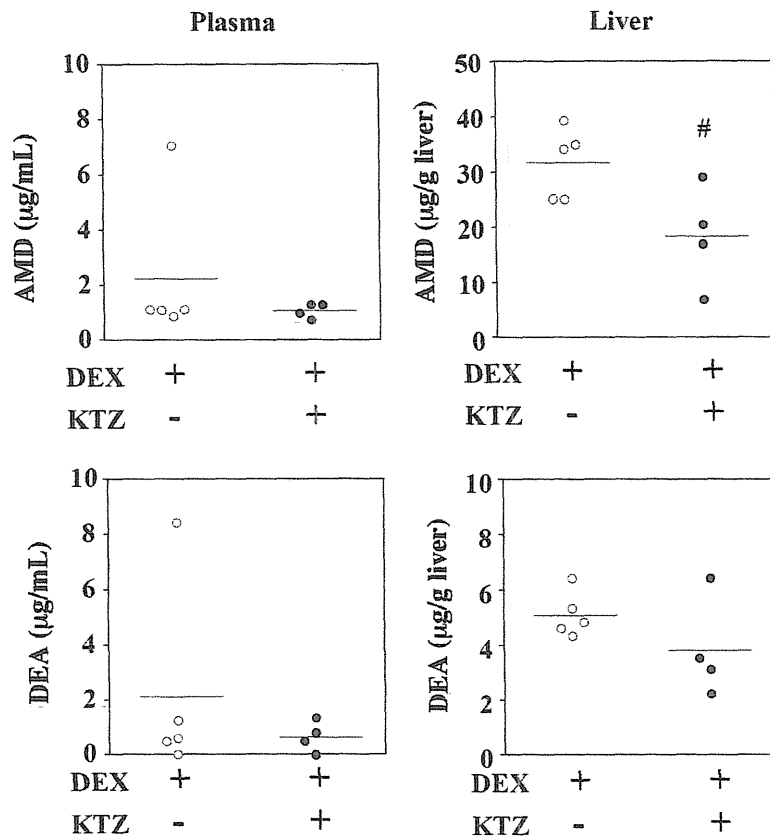 Plasma
Liver
AMD (µg/mL)
10
8
6
4
2
0
DEX + +
KTZ - +
AMD (µg/g liver)
50
40
30
20
10
0
#
DEX + +
KTZ - +
DEA (µg/mL)
10
8
6
4
2
0
DEX + +
KTZ - +
DEA (µg/g liver)
10
8
6
4
2
0
DEX + +
KTZ - +